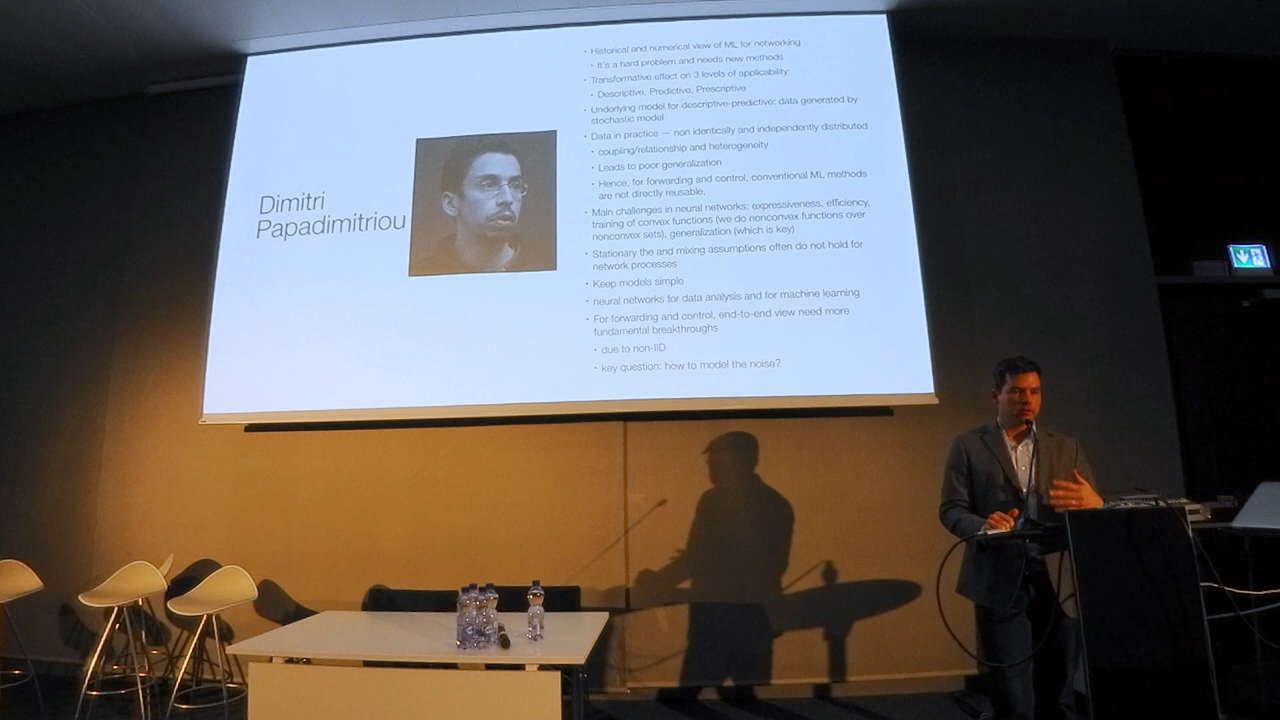 Dimitri
Papadimitriou
• Historical and numerical view of ML for networking
• It's a hard problem and needs new methods
• Transformative effect on 3 levels of applicability:
• Descriptive, Predictive, Prescriptive
• Underlying model for descriptive-predictive: data generated by
stochastic model
• Data in practice — non identically and independently distributed
• coupling/relationship and heterogeneity
• Leads to poor generalization
• Hence, for forwarding and control, conventional ML methods
are not directly reusable.
• Main challenges in neural networks: expressiveness, efficiency,
training of convex functions (we do nonconvex functions over
nonconvex sets), generalization (which is key)
• Stationary the and mixing assumptions often do not hold for
network processes
• Keep models simple
• neural networks for data analysis and for machine learning
• For forwarding and control, end-to-end view need more
fundamental breakthroughs
• due to non-IID
• key question: how to model the noise?